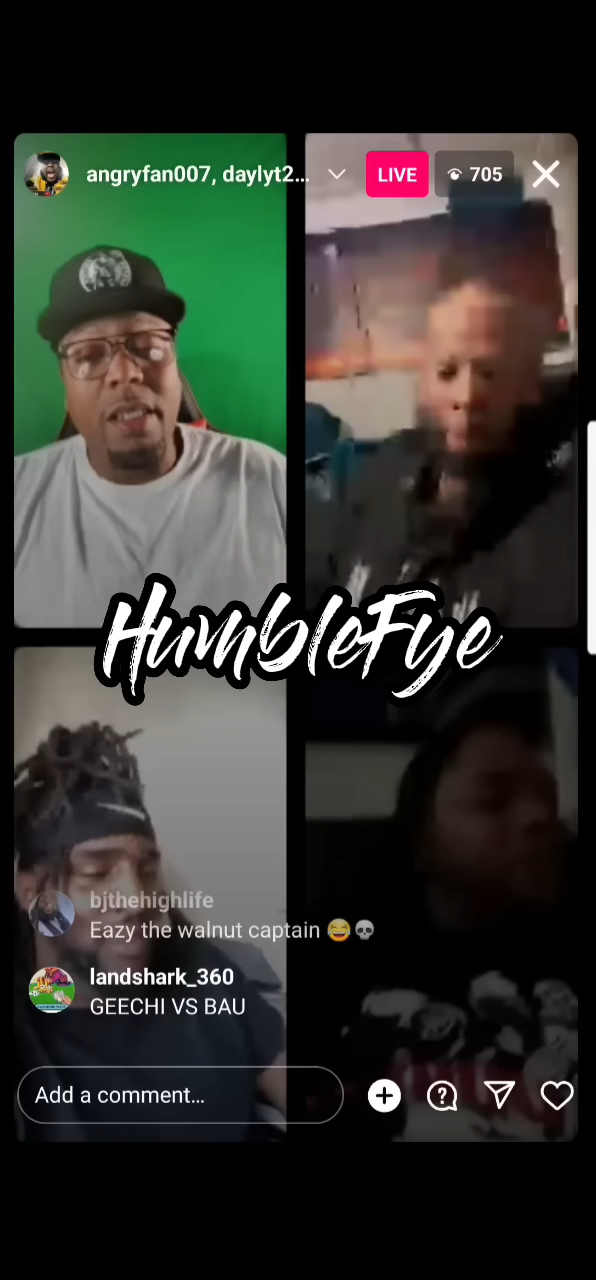 angryfan007, daylyt2...
LIVE
705
HumbleFye
bjthehighlife
Eazy the walnut captain 😂💀
landshark_360
GEECHI VS BAU
Add a comment...